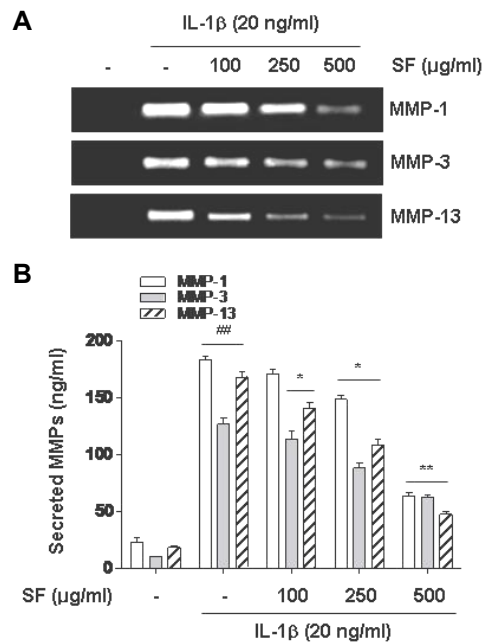 A
IL-1β (20 ng/ml)
- - 100 250 500 SF (μg/ml)
MMP-1
MMP-3
MMP-13
B
MMP-1
MMP-3
MMP-13
Secreted MMPs (ng/ml)
200
150
100
50
0
##
*
*
**
SF (μg/ml) - - 100 250 500
IL-1β (20 ng/ml)